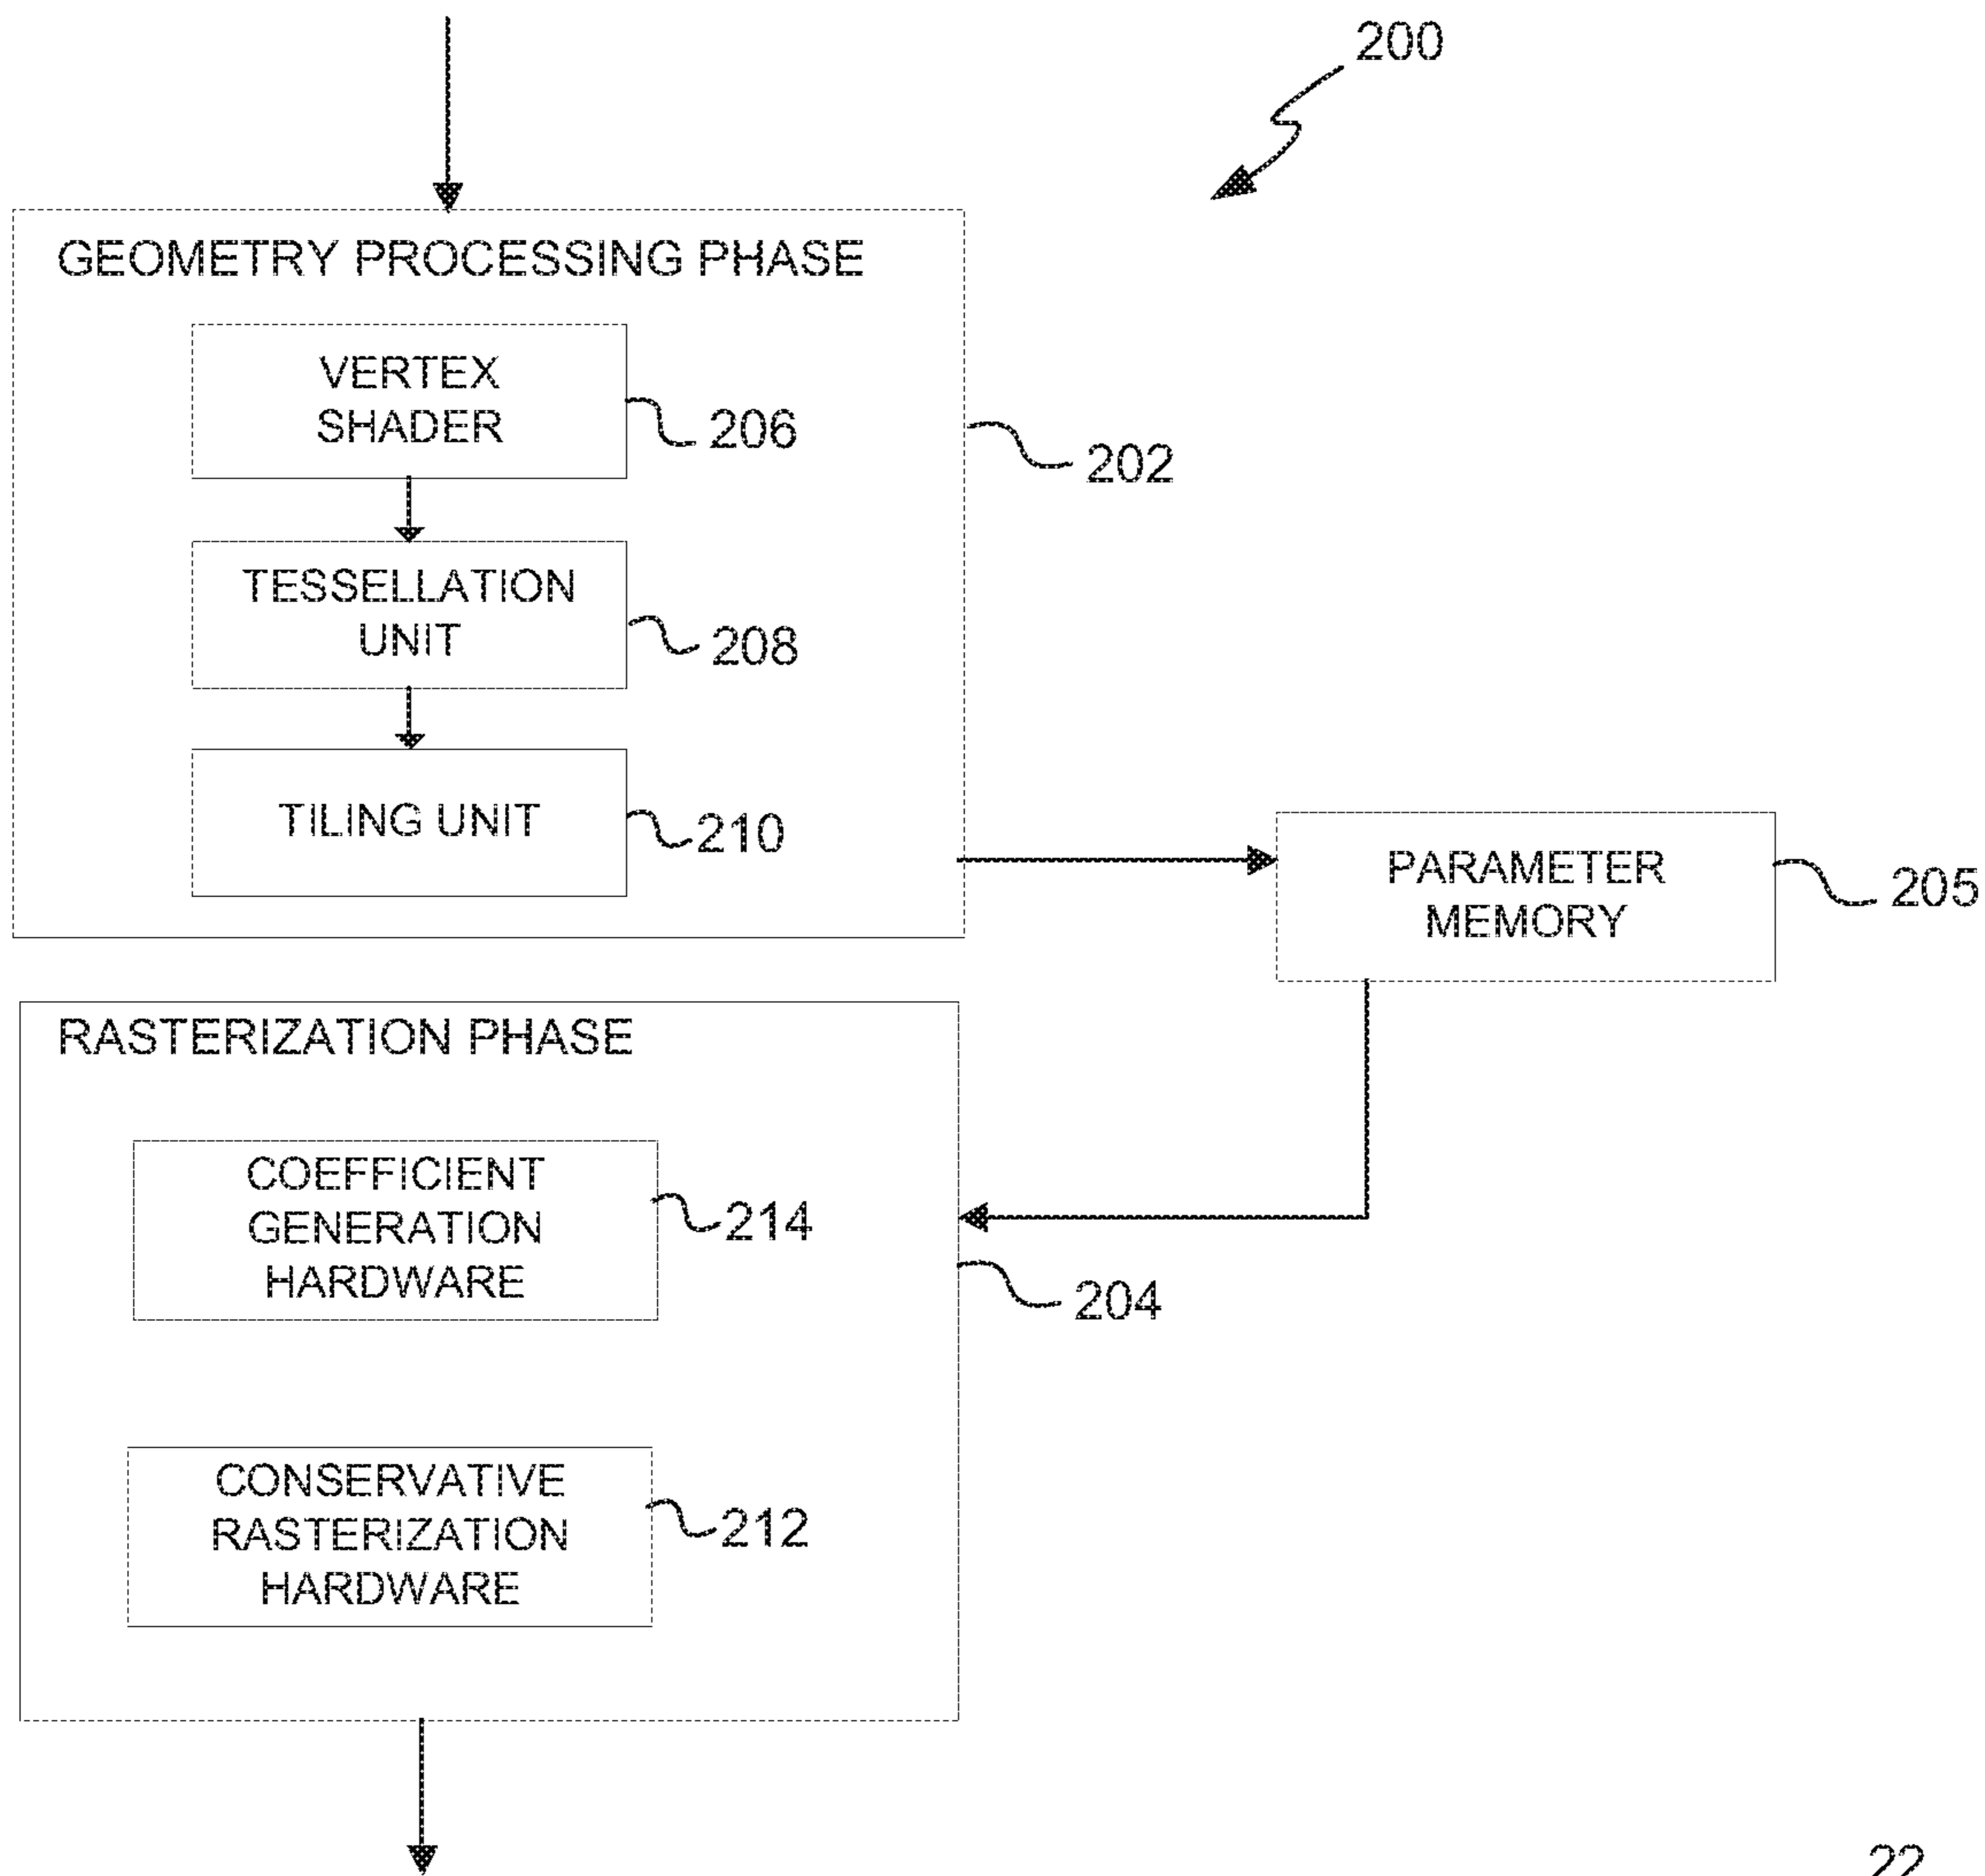 200
GEOMETRY PROCESSING PHASE
VERTEX
SHADER
206
202
TESSELLATION
UNIT
208
TILING UNIT
210
PARAMETER
MEMORY
205
RASTERIZATION PHASE
COEFFICIENT
GENERATION
HARDWARE
214
204
CONSERVATIVE
RASTERIZATION
HARDWARE
212
22